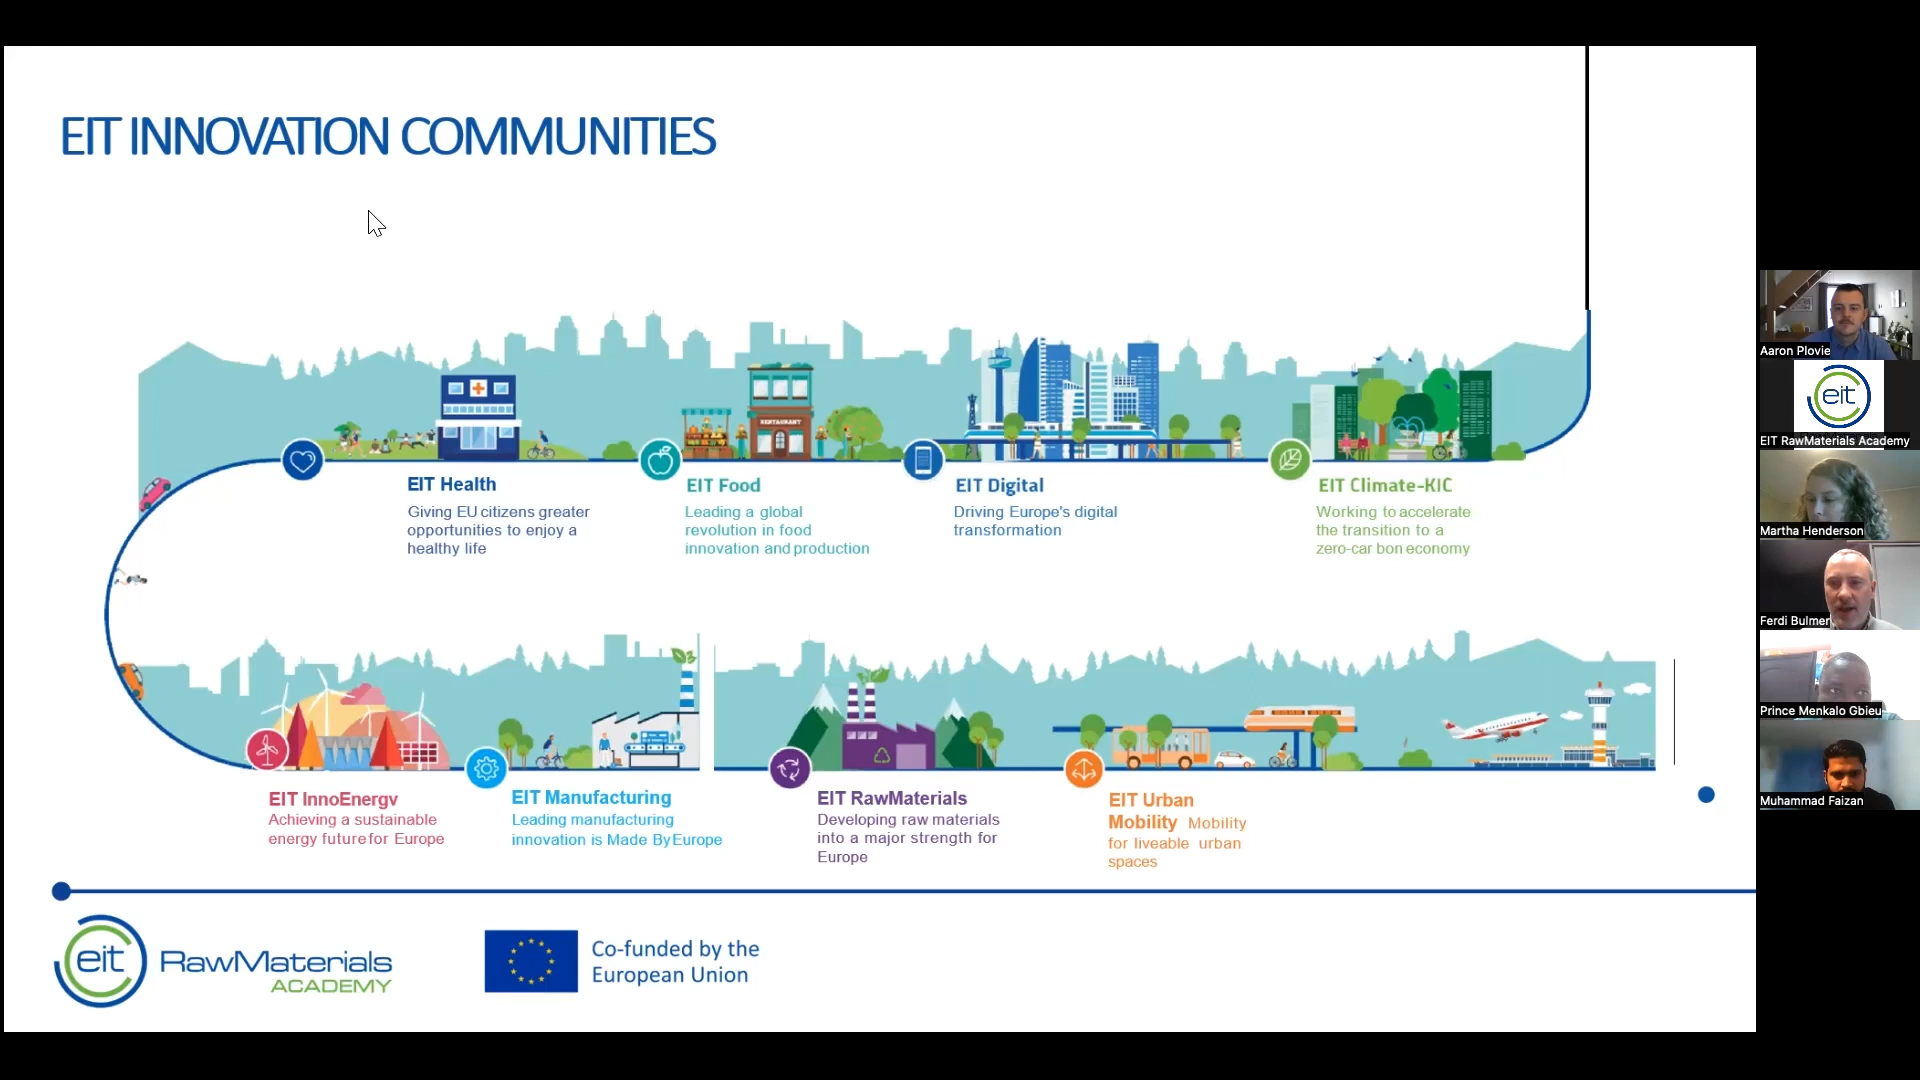 EIT INNOVATION COMMUNITIES
RESTAURANT
EIT Health
Giving EU citizens greater
opportunities to enjoy a
healthy life
EIT Food
Leading a global
revolution in food
innovation and production
EIT Digital
Driving Europe's digital
transformation
EIT Climate-KIC
Working to accelerate
the transition to a
zero-car bon economy
EIT InnoEnergy
Achieving a sustainable
energy future for Europe
EIT Manufacturing
Leading manufacturing
innovation is Made By Europe
EIT RawMaterials
Developing raw materials
into a major strength for
Europe
EIT Urban
Mobility Mobility
for liveable urban
spaces
eit RawMaterials
ACADEMY
Co-funded by the
European Union
Aaron Plovie
eit
EIT RawMaterials Academy
Martha Henderson
Ferdi Bulmer
Prince Menkalo Gbieu
Muhammad Faizan